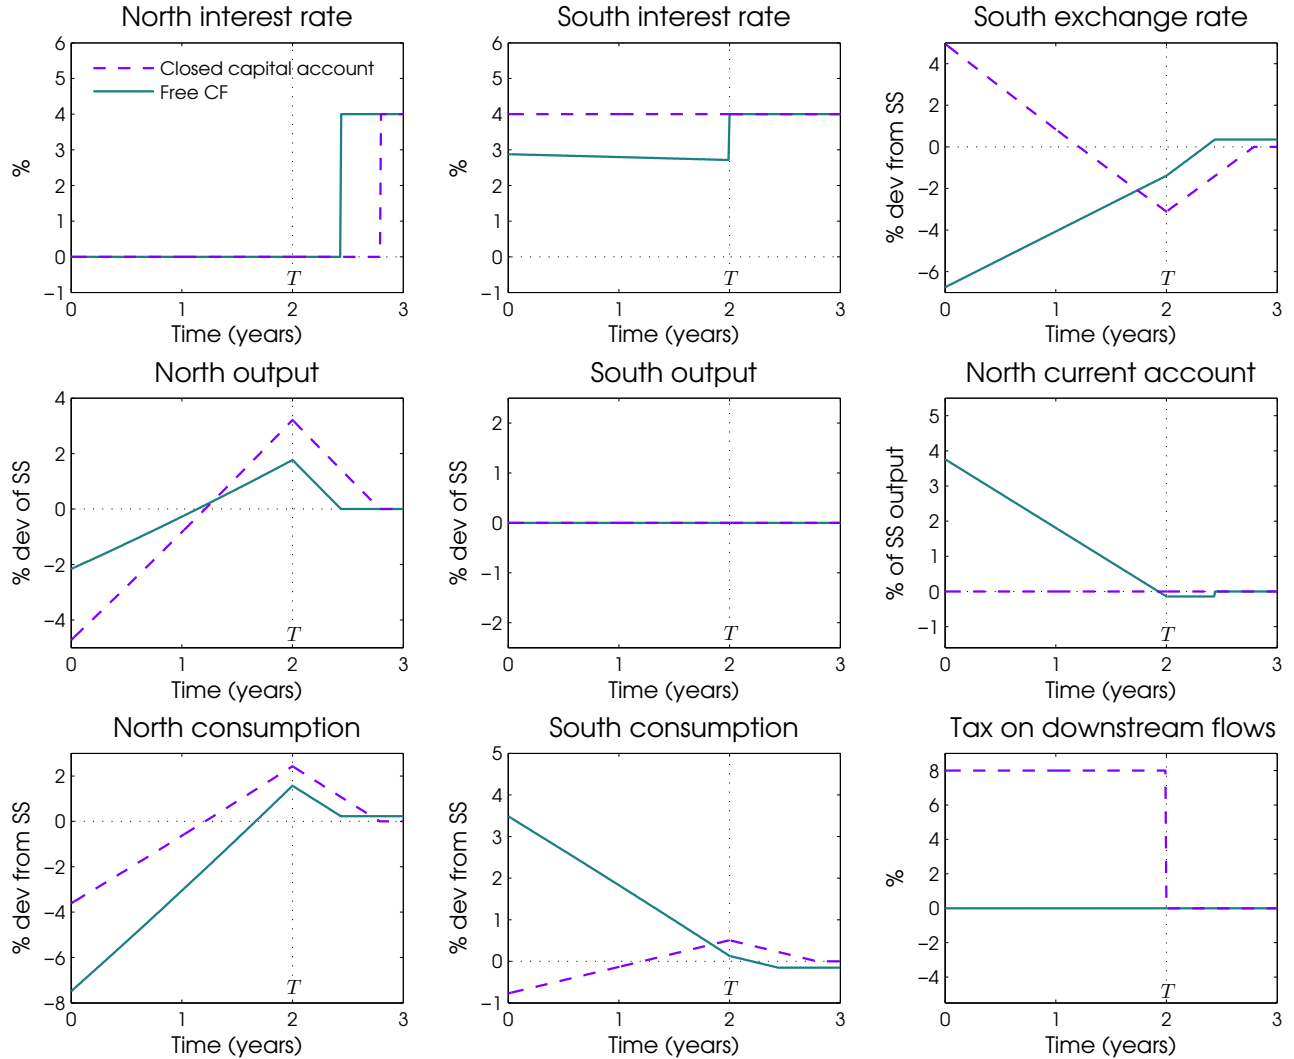 North interest rate
South interest rate
South exchange rate
%
6
5
4
3
2
1
0
−1
Closed capital account
Free CF
T
0
1
2
3
Time (years)
%
6
5
4
3
2
1
0
−1
T
0
1
2
3
Time (years)
% dev from SS
4
2
0
−2
−4
−6
T
0
1
2
3
Time (years)
North output
South output
North current account
% dev of SS
4
2
0
−2
−4
T
0
1
2
3
Time (years)
% dev of SS
2
1
0
−1
−2
T
0
1
2
3
Time (years)
% of SS output
5
4
3
2
1
0
−1
T
0
1
2
3
Time (years)
North consumption
South consumption
Tax on downstream flows
% dev from SS
2
0
−2
−4
−6
−8
T
0
1
2
3
Time (years)
% dev from SS
5
4
3
2
1
0
−1
T
0
1
2
3
Time (years)
%
8
6
4
2
0
−2
−4
T
0
1
2
3
Time (years)